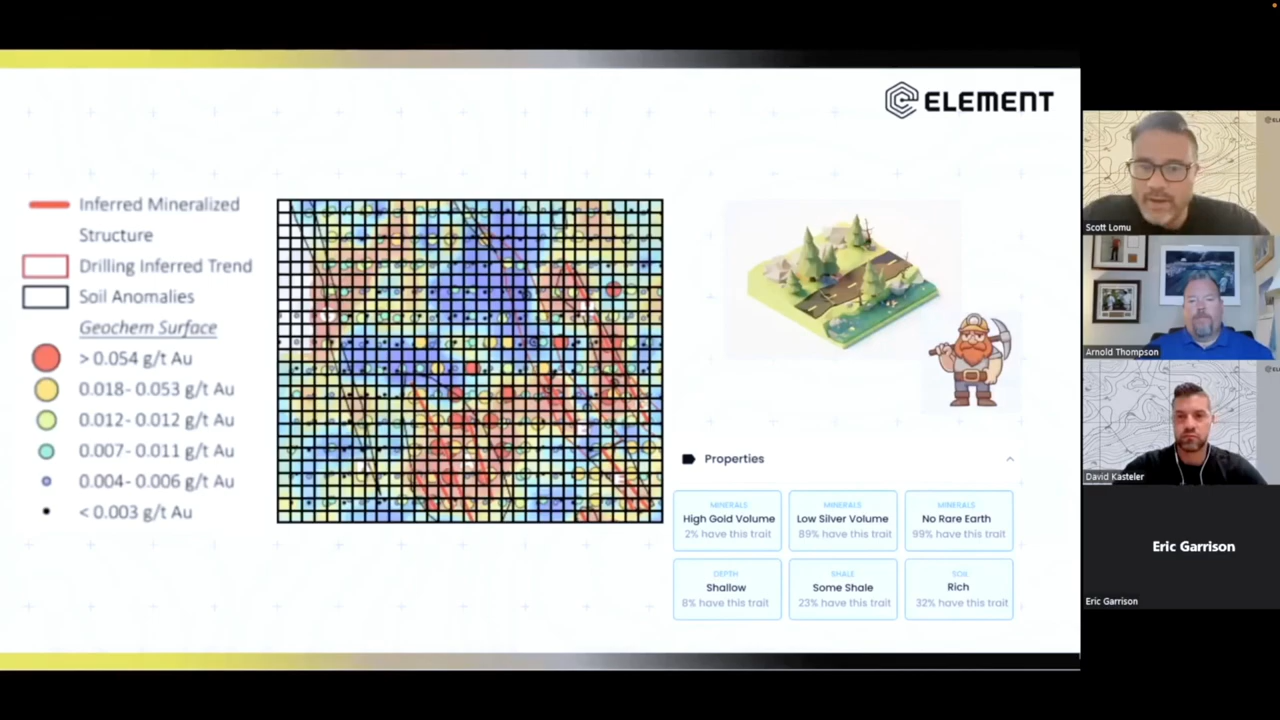 ELEMENT
Inferred Mineralized
Structure
Drilling Inferred Trend
Soil Anomalies
Geochem Surface
> 0.054 g/t Au
0.018- 0.053 g/t Au
0.012- 0.012 g/t Au
0.007- 0.011 g/t Au
0.004- 0.006 g/t Au
< 0.003 g/t Au
Properties
MINERALS
High Gold Volume
2% have this trait
MINERALS
Low Silver Volume
89% have this trait
MINERALS
No Rare Earth
99% have this trait
DEPTH
Shallow
8% have this trait
SHALE
Some Shale
23% have this trait
SOIL
Rich
32% have this trait
Scott Lomu
Arnold Thompson
David Kasteler
Eric Garrison
Eric Garrison